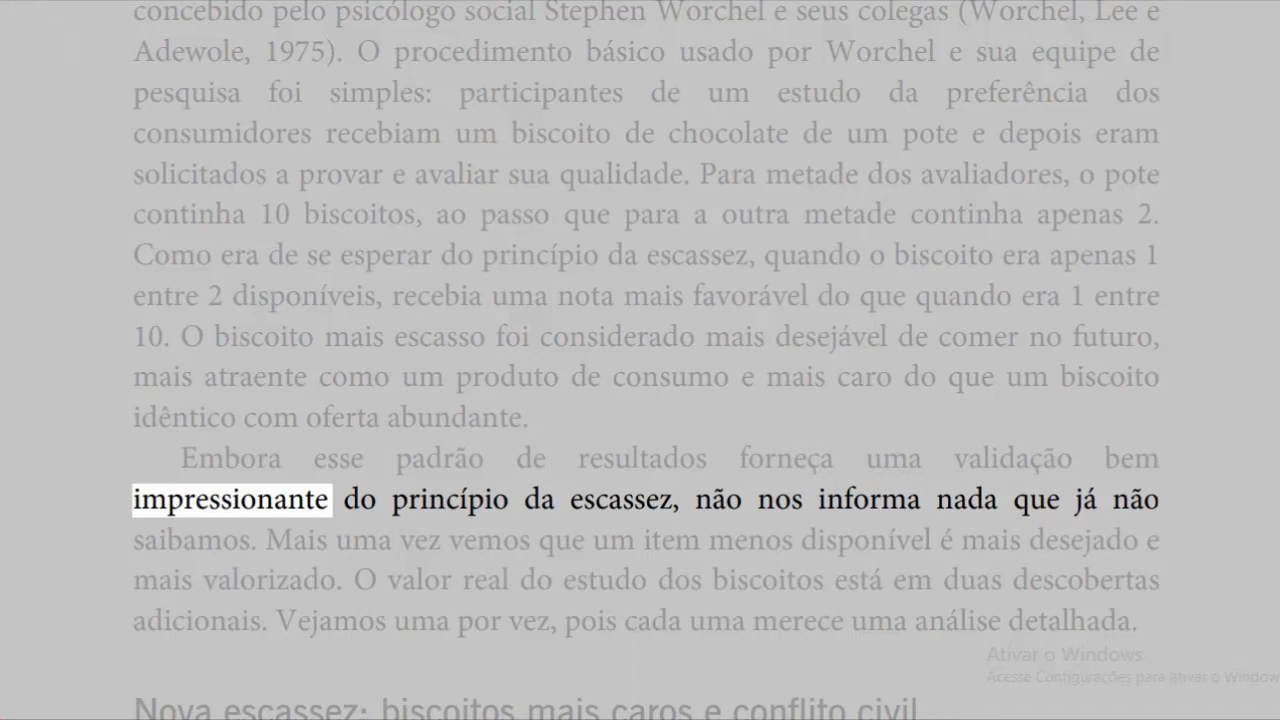 concebido pelo psicólogo social Stephen Worchel e seus colegas (Worchel, Lee e
Adewole, 1975). O procedimento básico usado por Worchel e sua equipe de
pesquisa foi simples: participantes de um estudo da preferência dos
consumidores recebiam um biscoito de chocolate de um pote e depois eram
solicitados a provar e avaliar sua qualidade. Para metade dos avaliadores, o pote
continha 10 biscoitos, ao passo que para a outra metade continha apenas 2.
Como era de se esperar do princípio da escassez, quando o biscoito era apenas 1
entre 2 disponíveis, recebia uma nota mais favorável do que quando era 1 entre
10. O biscoito mais escasso foi considerado mais desejável de comer no futuro,
mais atraente como um produto de consumo e mais caro do que um biscoito
idêntico com oferta abundante.
Embora esse padrão de resultados forneça uma validação bem
impressionante do princípio da escassez, não nos informa nada que já não
saibamos. Mais uma vez vemos que um item menos disponível é mais desejado e
mais valorizado. O valor real do estudo dos biscoitos está em duas descobertas
adicionais. Vejamos uma por vez, pois cada uma merece uma análise detalhada.
Ativar o Windows
Acesse Configurações para ativar o Window
Nova escassez: biscoitos mais caros e conflito civil